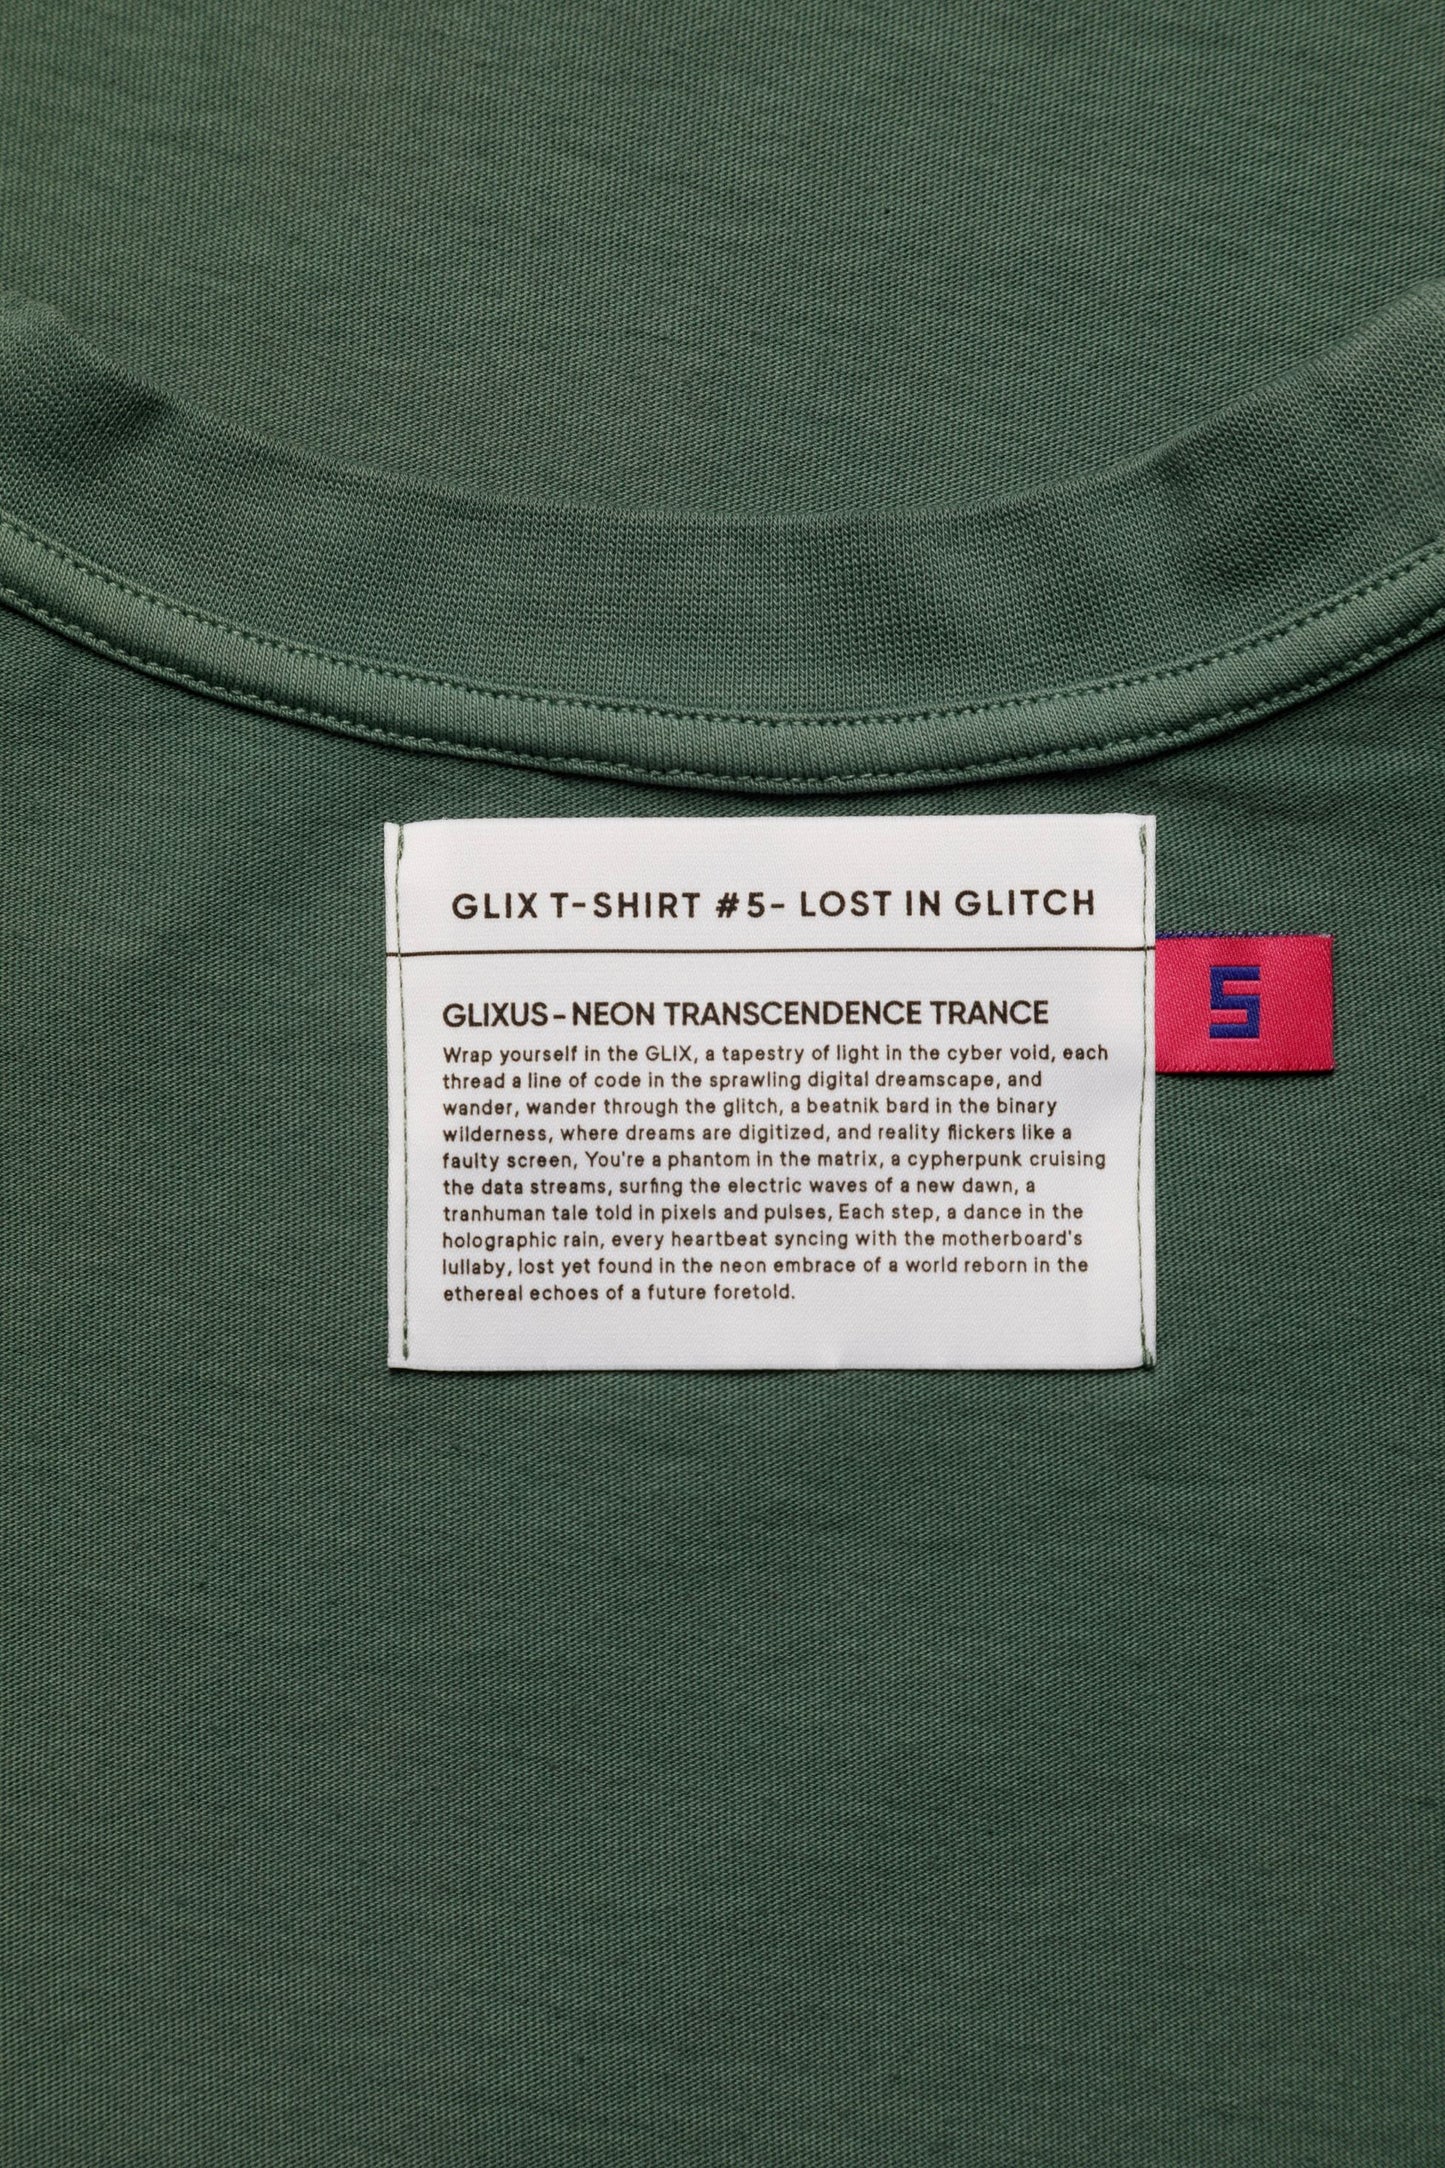 GLIX T-SHIRT #5- LOST IN GLITCH
GLIXUS-NEON TRANSCENDENCE TRANCE
Wrap yourself in the GLIX, a tapestry of light in the cyber void, each
thread a line of code in the sprawling digital dreamscape, and
wander, wander through the glitch, a beatnik bard in the binary
wilderness, where dreams are digitized, and reality flickers like a
faulty screen, You're a phantom in the matrix, a cypherpunk cruising
the data streams, surfing the electric waves of a new dawn, a
tranhuman tale told in pixels and pulses, Each step, a dance in the
holographic rain, every heartbeat syncing with the motherboard's
lullaby, lost yet found in the neon embrace of a world reborn in the
ethereal echoes of a future foretold.
S